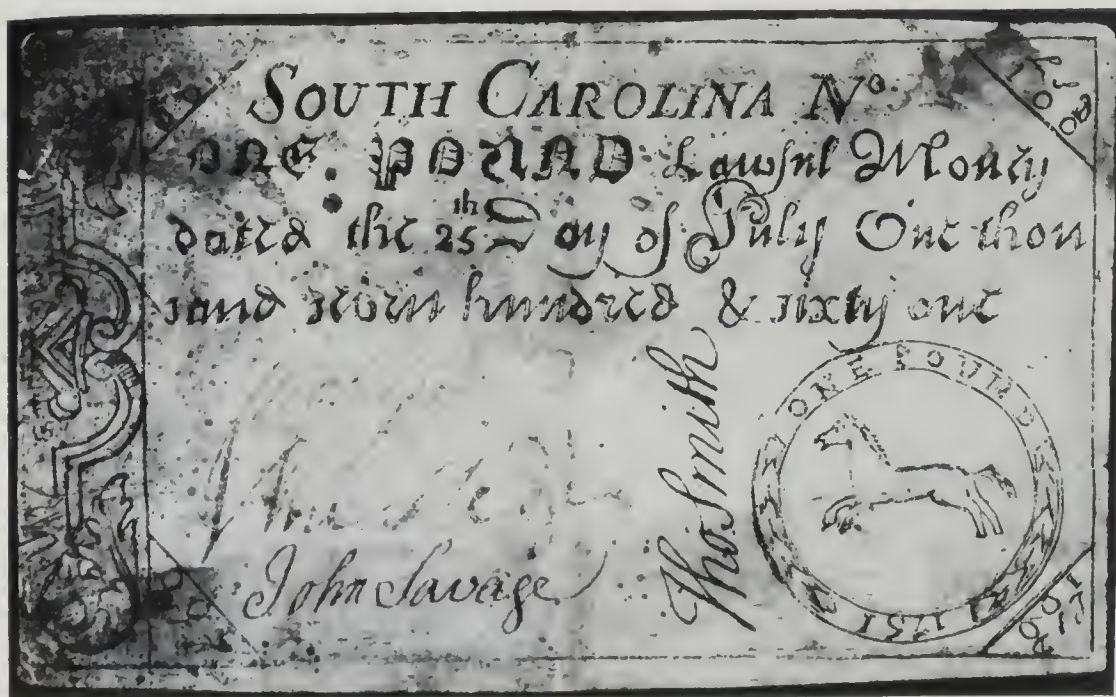 SOUTH CAROLINA No.
ONE POUND Lawful Money
dated the 25th Day of July One thou
sand seven hundred & sixty one
John Savage
Tho Smith
ONE POUND
1751